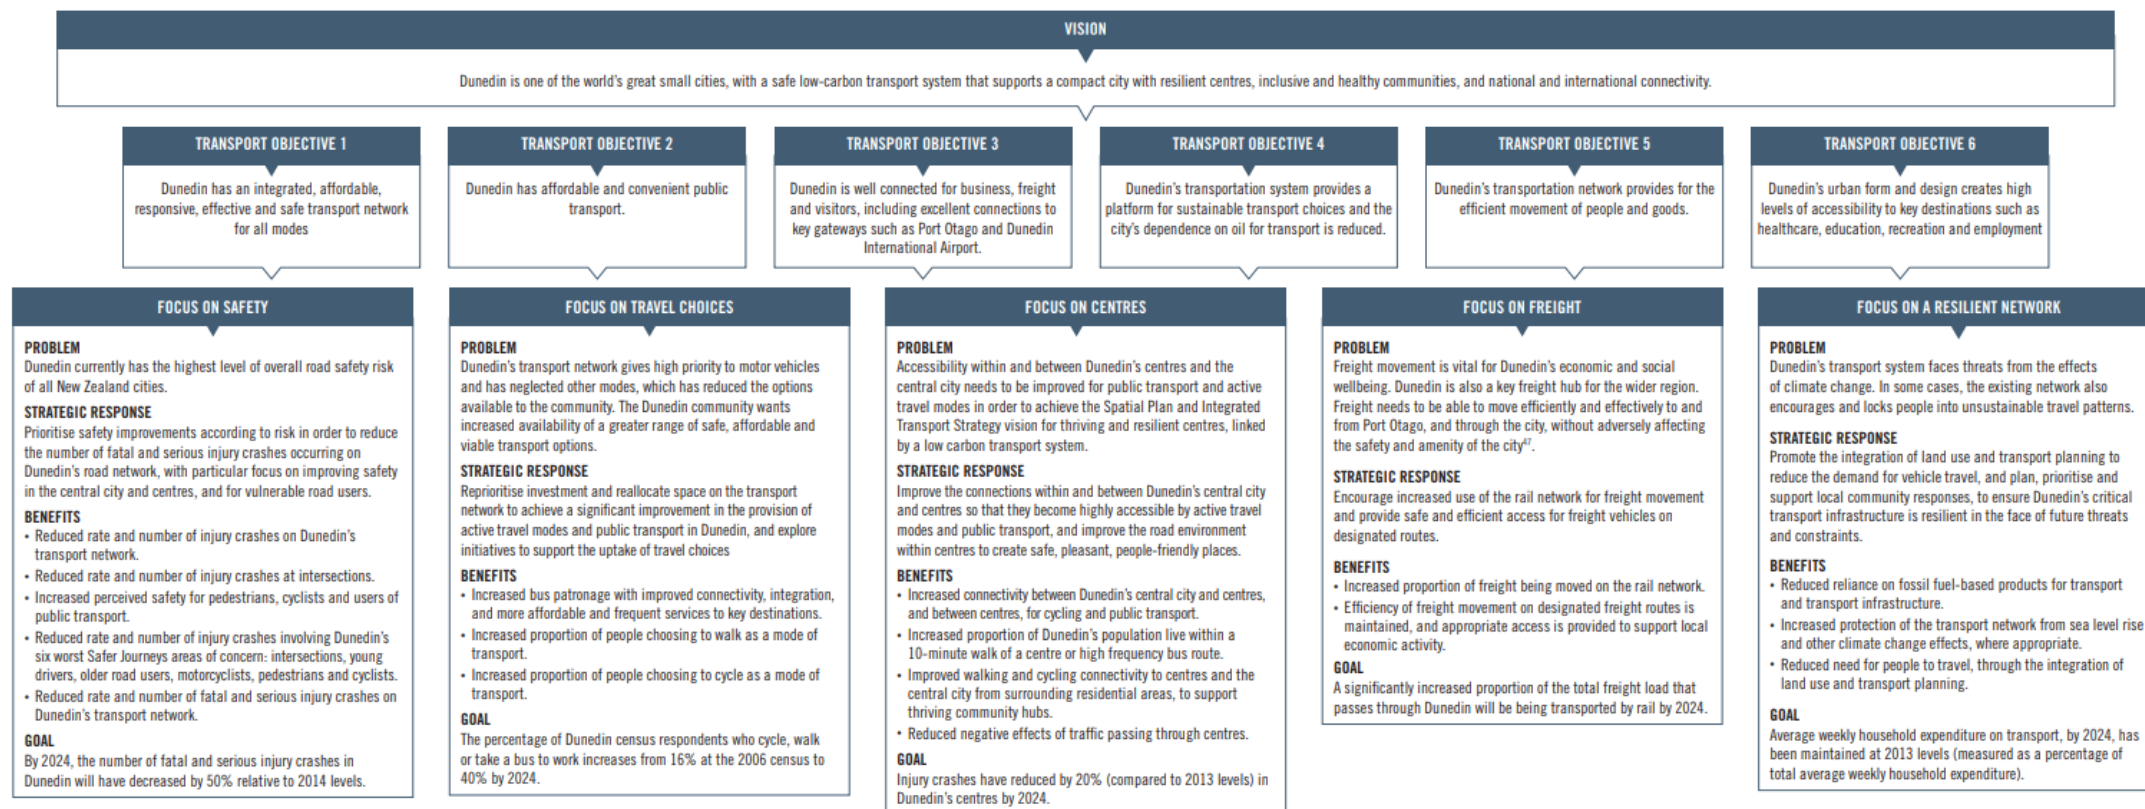 VISION
Dunedin is one of the world's great small cities, with a safe low-carbon transport system that supports a compact city with resilient centres, inclusive and healthy communities, and national and international connectivity.
TRANSPORT OBJECTIVE 1
Dunedin has an integrated, affordable,
responsive, effective and safe transport network
for all modes
TRANSPORT OBJECTIVE 2
Dunedin has affordable and convenient public
transport.
TRANSPORT OBJECTIVE 3
Dunedin is well connected for business, freight
and visitors, including excellent connections to
key gateways such as Port Otago and Dunedin
International Airport.
TRANSPORT OBJECTIVE 4
Dunedin's transportation system provides a
platform for sustainable transport choices and the
city's dependence on oil for transport is reduced.
TRANSPORT OBJECTIVE 5
Dunedin's transportation network provides for the
efficient movement of people and goods.
TRANSPORT OBJECTIVE 6
Dunedin's urban form and design creates high
levels of accessibility to key destinations such as
healthcare, education, recreation and employment
FOCUS ON SAFETY
PROBLEM
Dunedin currently has the highest level of overall road safety risk
of all New Zealand cities.
STRATEGIC RESPONSE
Prioritise safety improvements according to risk in order to reduce
the number of fatal and serious injury crashes occurring on
Dunedin's road network, with particular focus on improving safety
in the central city and centres, and for vulnerable road users.
BENEFITS
• Reduced rate and number of injury crashes on Dunedin's
transport network.
• Reduced rate and number of injury crashes at intersections.
• Increased perceived safety for pedestrians, cyclists and users of
public transport.
• Reduced rate and number of injury crashes involving Dunedin's
six worst Safer Journeys areas of concern: intersections, young
drivers, older road users, motorcyclists, pedestrians and cyclists.
• Reduced rate and number of fatal and serious injury crashes on
Dunedin's transport network.
GOAL
By 2024, the number of fatal and serious injury crashes in
Dunedin will have decreased by 50% relative to 2014 levels.
FOCUS ON TRAVEL CHOICES
PROBLEM
Dunedin's transport network gives high priority to motor vehicles
and has neglected other modes, which has reduced the options
available to the community. The Dunedin community wants
increased availability of a greater range of safe, affordable and
viable transport options.
STRATEGIC RESPONSE
Reprioritise investment and reallocate space on the transport
network to achieve a significant improvement in the provision of
active travel modes and public transport in Dunedin, and explore
initiatives to support the uptake of travel choices
BENEFITS
• Increased bus patronage with improved connectivity, integration,
and more affordable and frequent services to key destinations.
• Increased proportion of people choosing to walk as a mode of
transport.
• Increased proportion of people choosing to cycle as a mode of
transport.
GOAL
The percentage of Dunedin census respondents who cycle, walk
or take a bus to work increases from 16% at the 2006 census to
40% by 2024.
FOCUS ON CENTRES
PROBLEM
Accessibility within and between Dunedin's centres and the
central city needs to be improved for public transport and active
travel modes in order to achieve the Spatial Plan and Integrated
Transport Strategy vision for thriving and resilient centres, linked
by a low carbon transport system.
STRATEGIC RESPONSE
Improve the connections within and between Dunedin's central city
and centres so that they become highly accessible by active travel
modes and public transport, and improve the road environment
within centres to create safe, pleasant, people-friendly places.
BENEFITS
• Increased connectivity between Dunedin's central city and centres,
and between centres, for cycling and public transport.
• Increased proportion of Dunedin's population live within a
10-minute walk of a centre or high frequency bus route.
• Improved walking and cycling connectivity to centres and the
central city from surrounding residential areas, to support
thriving community hubs.
• Reduced negative effects of traffic passing through centres.
GOAL
Injury crashes have reduced by 20% (compared to 2013 levels) in
Dunedin's centres by 2024.
FOCUS ON FREIGHT
PROBLEM
Freight movement is vital for Dunedin's economic and social
wellbeing. Dunedin is also a key freight hub for the wider region.
Freight needs to be able to move efficiently and effectively to and
from Port Otago, and through the city, without adversely affecting
the safety and amenity of the city⁴⁷.
STRATEGIC RESPONSE
Encourage increased use of the rail network for freight movement
and provide safe and efficient access for freight vehicles on
designated routes.
BENEFITS
• Increased proportion of freight being moved on the rail network.
• Efficiency of freight movement on designated freight routes is
maintained, and appropriate access is provided to support local
economic activity.
GOAL
A significantly increased proportion of the total freight load that
passes through Dunedin will be being transported by rail by 2024.
FOCUS ON A RESILIENT NETWORK
PROBLEM
Dunedin's transport system faces threats from the effects
of climate change. In some cases, the existing network also
encourages and locks people into unsustainable travel patterns.
STRATEGIC RESPONSE
Promote the integration of land use and transport planning to
reduce the demand for vehicle travel, and plan, prioritise and
support local community responses, to ensure Dunedin's critical
transport infrastructure is resilient in the face of future threats
and constraints.
BENEFITS
• Reduced reliance on fossil fuel-based products for transport
and transport infrastructure.
• Increased protection of the transport network from sea level rise
and other climate change effects, where appropriate.
• Reduced need for people to travel, through the integration of
land use and transport planning.
GOAL
Average weekly household expenditure on transport, by 2024, has
been maintained at 2013 levels (measured as a percentage of
total average weekly household expenditure).